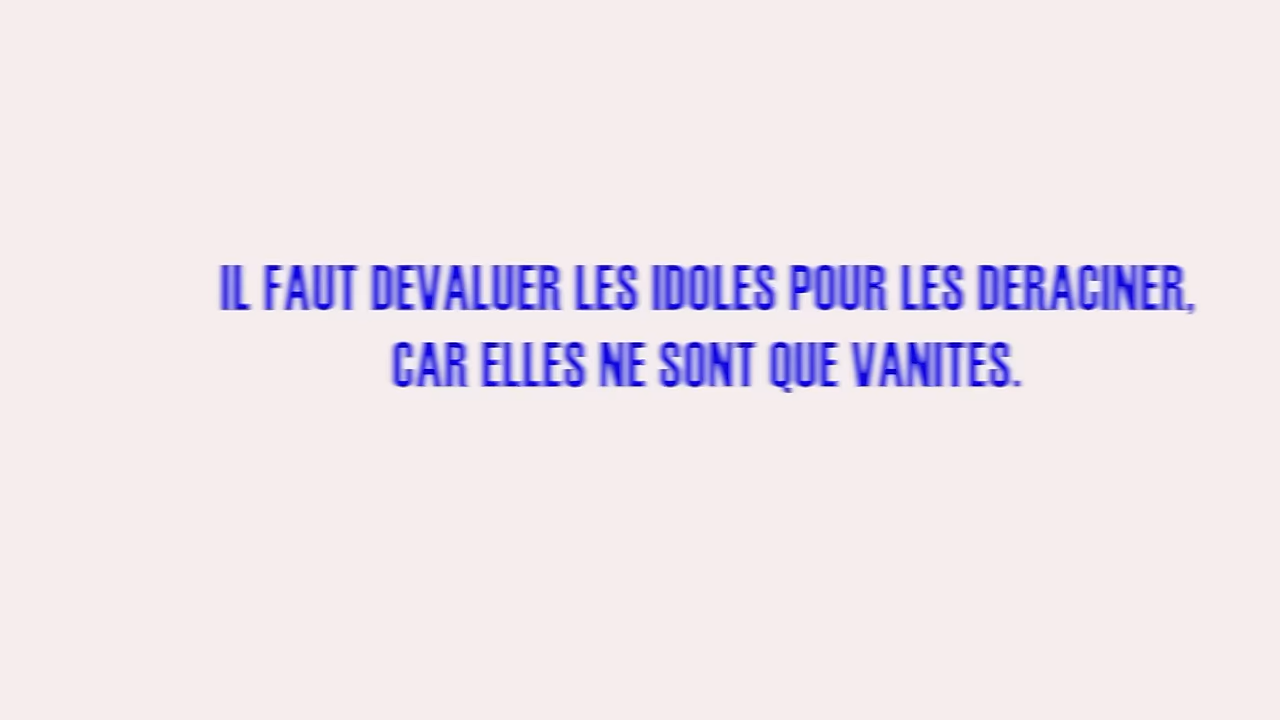 IL FAUT DEVALUER LES IDOLES POUR LES DERACINER,
CAR ELLES NE SONT QUE VANITES.